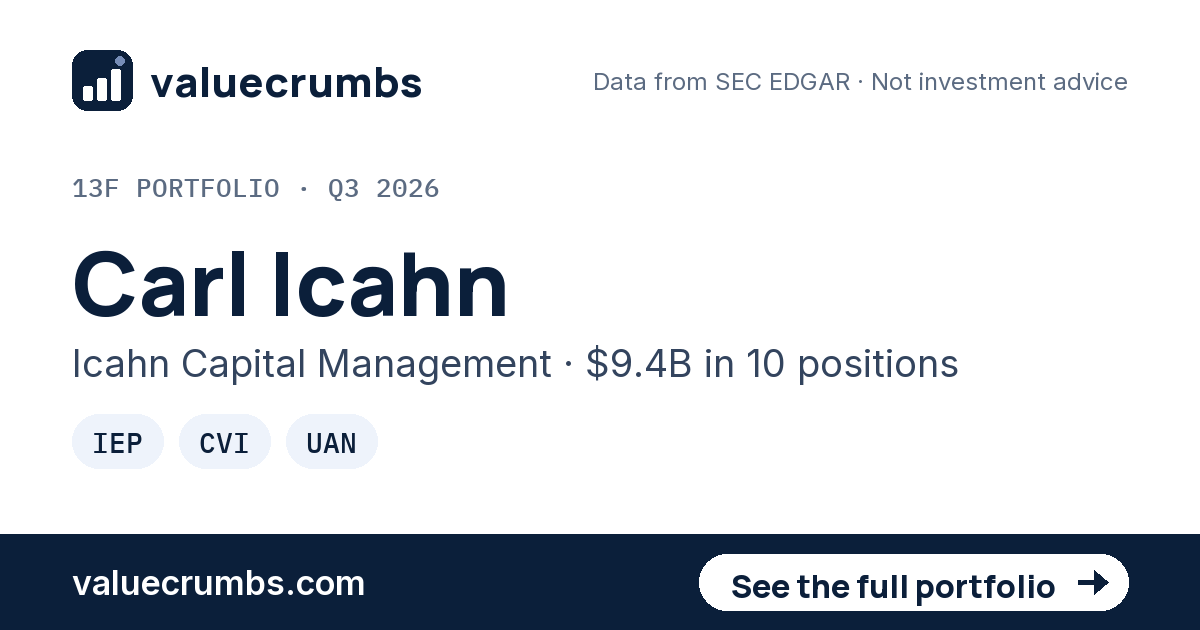 valuecrumbs
Data from SEC EDGAR · Not investment advice
13F PORTFOLIO · Q3 2026
Carl Icahn
Icahn Capital Management · $9.4B in 10 positions
IEP CVI UAN
valuecrumbs.com
See the full portfolio →